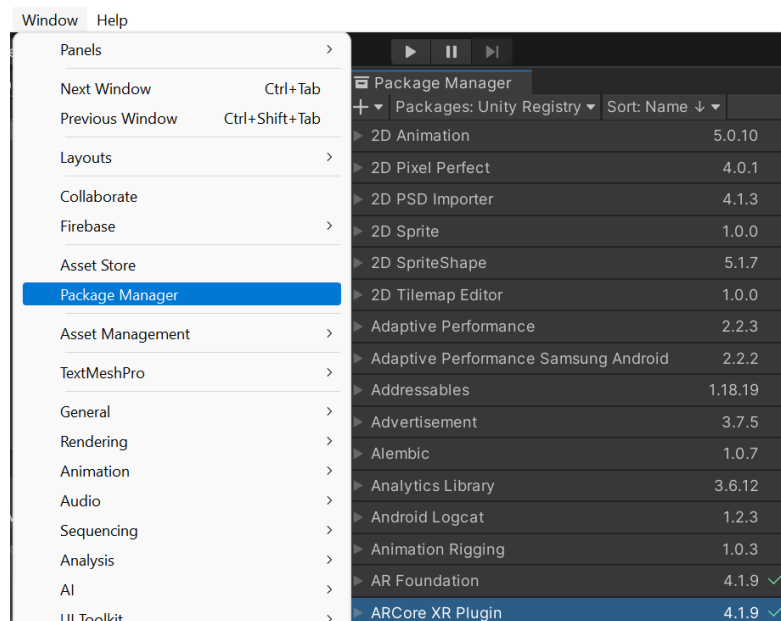 Window Help
Panels
Next Window Ctrl+Tab
Previous Window Ctrl+Shift+Tab
Layouts
Collaborate
Firebase
Asset Store
Package Manager
Asset Management
TextMeshPro
General
Rendering
Animation
Audio
Sequencing
Analysis
AI
UI Toolkit
Package Manager
Packages: Unity Registry Sort: Name ↓
2D Animation 5.0.10
2D Pixel Perfect 4.0.1
2D PSD Importer 4.1.3
2D Sprite 1.0.0
2D SpriteShape 5.1.7
2D Tilemap Editor 1.0.0
Adaptive Performance 2.2.3
Adaptive Performance Samsung Android 2.2.2
Addressables 1.18.19
Advertisement 3.7.5
Alembic 1.0.7
Analytics Library 3.6.12
Android Logcat 1.2.3
Animation Rigging 1.0.3
AR Foundation 4.1.9
ARCore XR Plugin 4.1.9